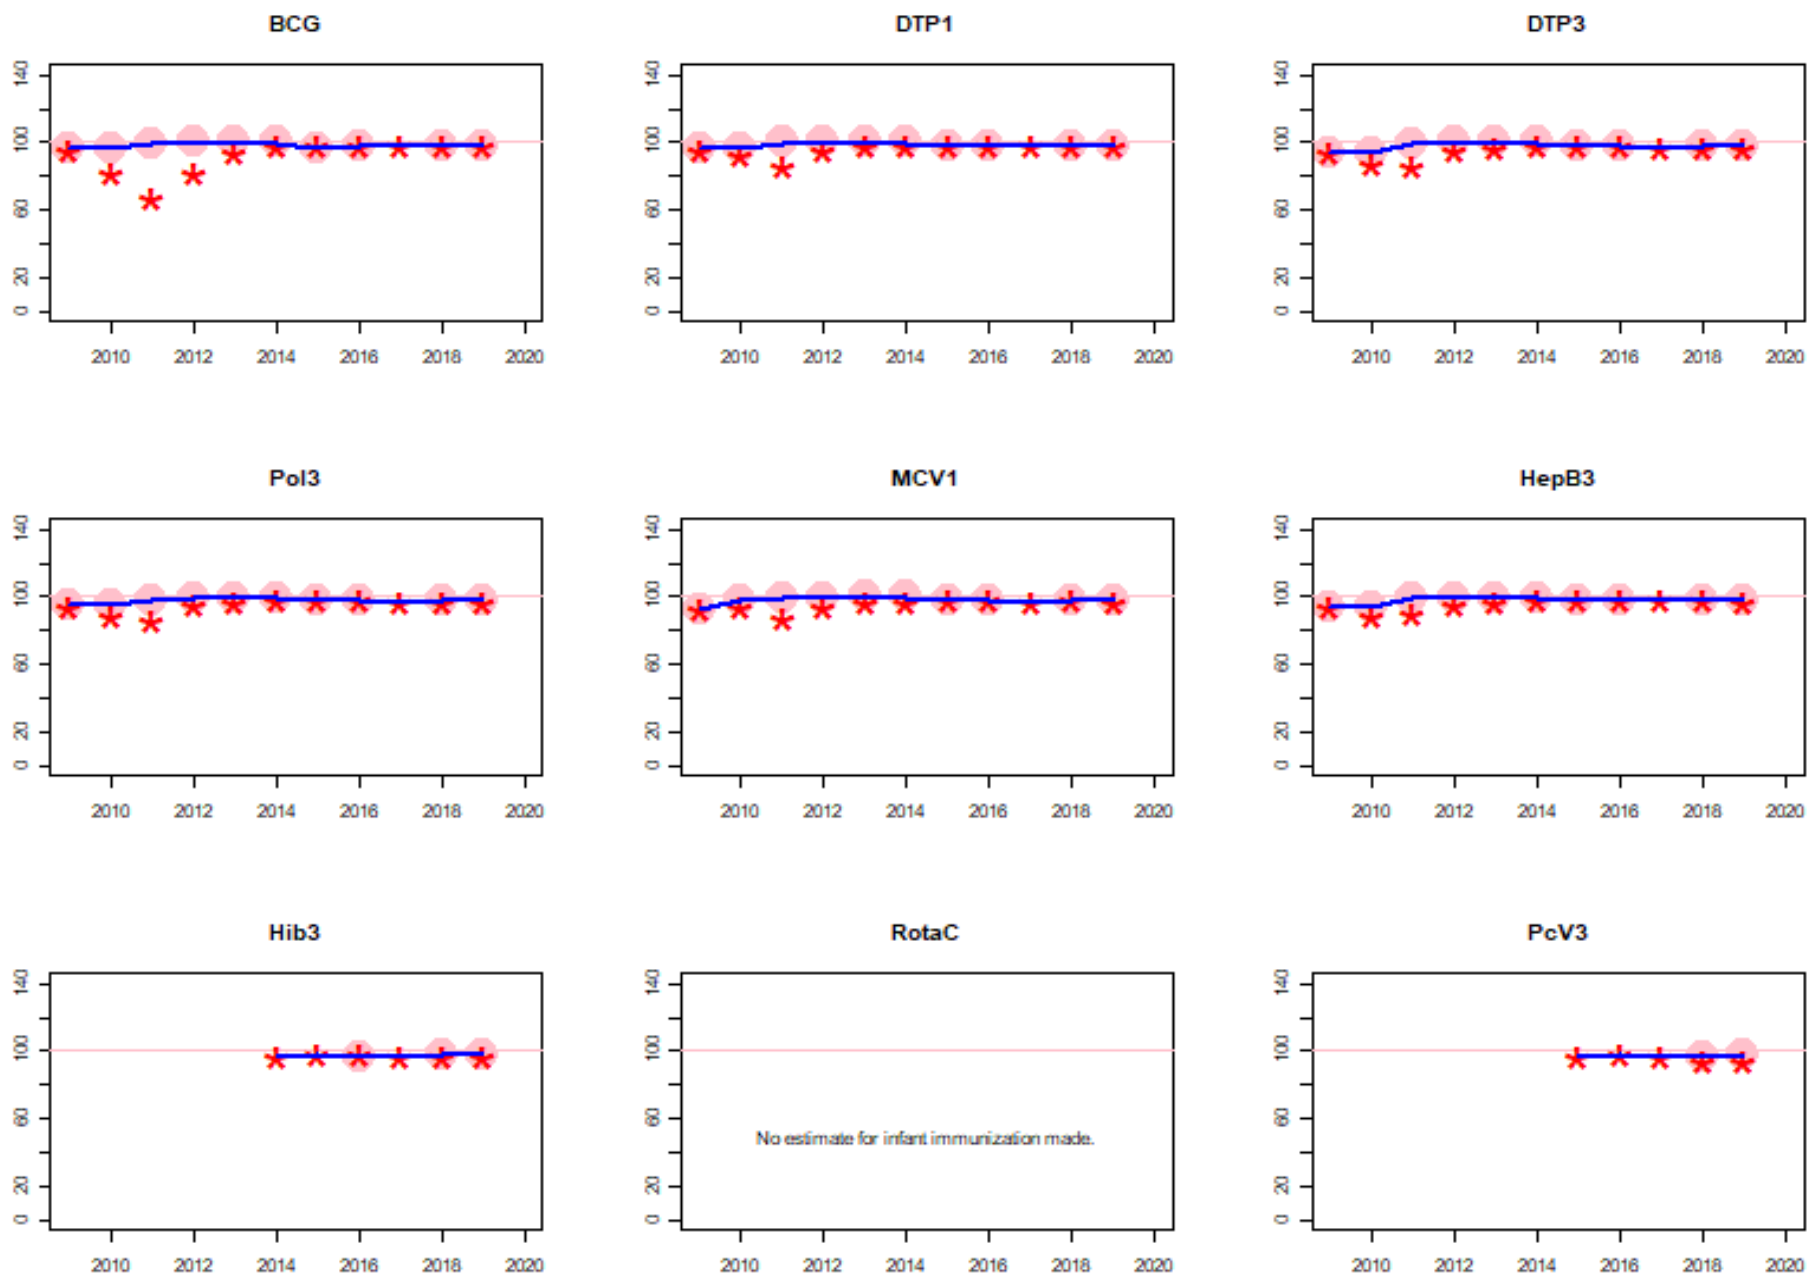 BCG DTP1 DTP3
140 140 140
100 100 100
60 60 60
20 20 20
0 0 0
2010 2012 2014 2016 2018 2020 2010 2012 2014 2016 2018 2020 2010 2012 2014 2016 2018 2020
Pol3 MCV1 HepB3
140 140 140
100 100 100
60 60 60
20 20 20
0 0 0
2010 2012 2014 2016 2018 2020 2010 2012 2014 2016 2018 2020 2010 2012 2014 2016 2018 2020
Hib3 RotaC PcV3
140 140 140
100 100 100
60 60 60
No estimate for infant immunization made.
20 20 20
0 0 0
2010 2012 2014 2016 2018 2020 2010 2012 2014 2016 2018 2020 2010 2012 2014 2016 2018 2020